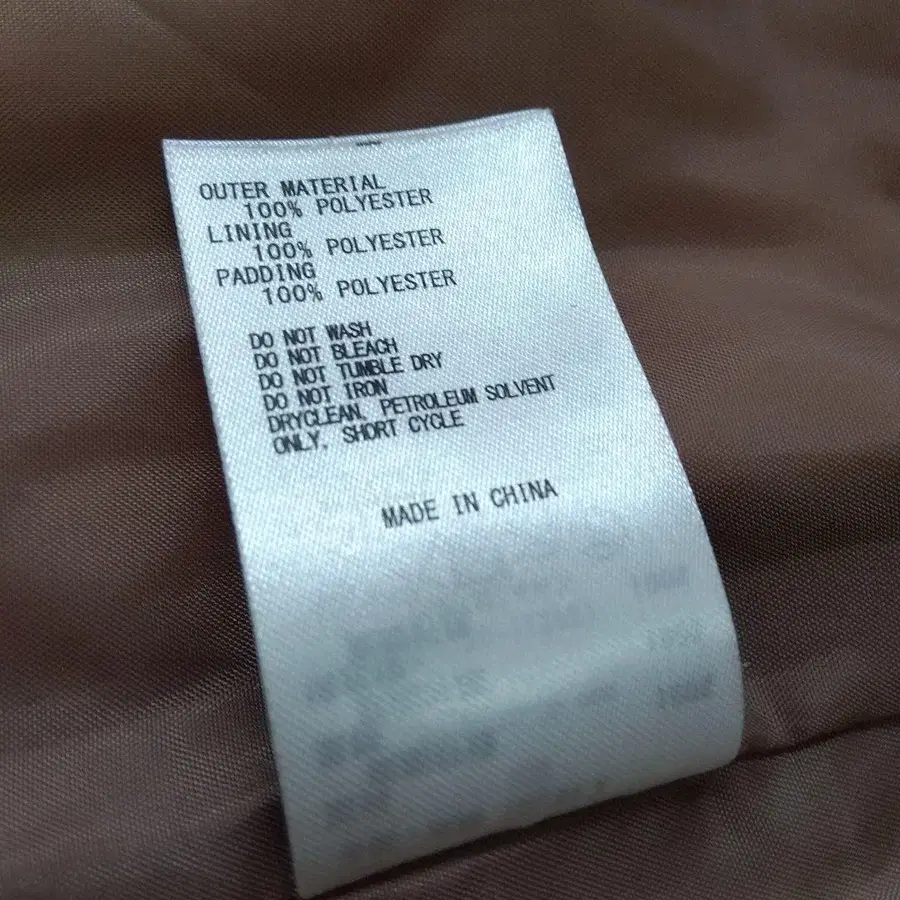 OUTER MATERIAL
100% POLYESTER
LINING
100% POLYESTER
PADDING
100% POLYESTER
DO NOT WASH
DO NOT BLEACH
DO NOT TUMBLE DRY
DO NOT IRON
DRYCLEAN, PETROLEUM SOLVENT
ONLY, SHORT CYCLE
MADE IN CHINA